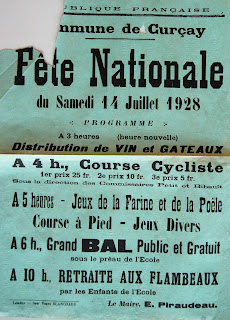 PUBLIQUE FRANÇAISE
mmune de Curçay
Fête Nationale
du Samedi 14 Juillet 1928
« PROGRAMME »
A 3 heures (heure nouvelle)
Distribution de VIN et GATEAUX
A 4 h., Course Cycliste
1er prix 25 fr. 2e prix 10 fr. 3e prix 5 fr.
Sous la direction des Commissaires Petit et Bibault
A 5 heures - Jeux de la Farine et de la Poêle
Course à Pied - Jeux Divers
A 6 h., Grand BAL Public et Gratuit
sous le préau de l'Ecole
A 10 h., RETRAITE AUX FLAMBEAUX
par les Enfants de l'Ecole
Le Maire, E. Piraudeau.